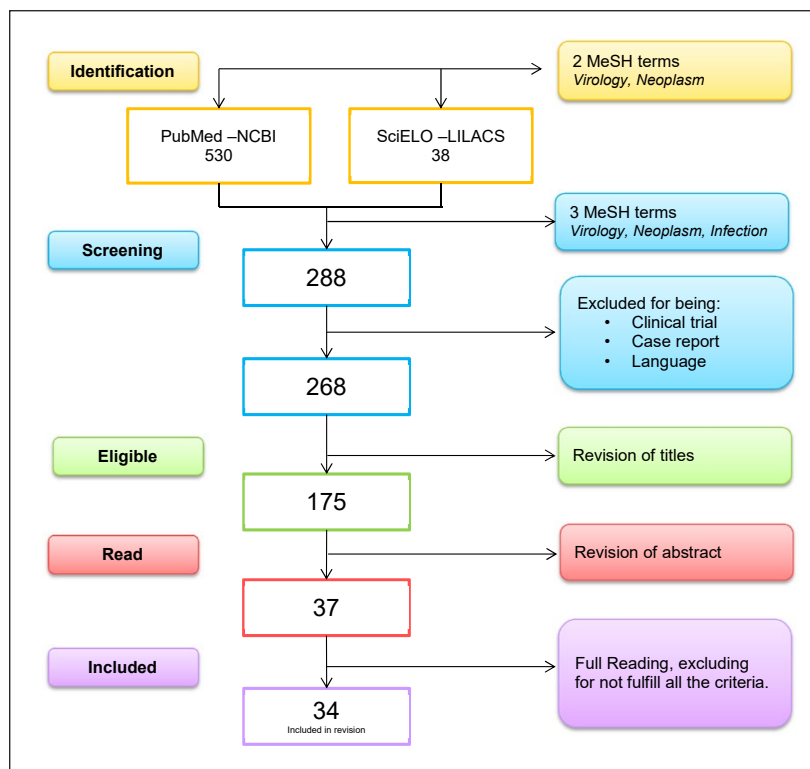 Identification
2 MeSH terms
Virology, Neoplasm
PubMed –NCBI
530
SciELO –LILACS
38
3 MeSH terms
Virology, Neoplasm, Infection
Screening
288
Excluded for being:
• Clinical trial
• Case report
• Language
268
Eligible
Revision of titles
175
Read
Revision of abstract
37
Included
Full Reading, excluding
for not fulfill all the criteria.
34
Included in revision